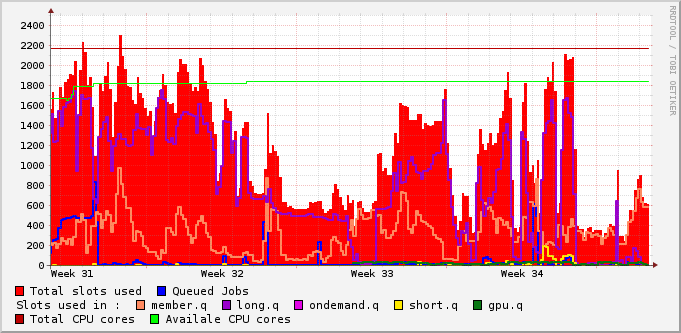 RRDTOOL / TOBI OETIKER
2400
2200
2000
1800
1600
1400
1200
1000
800
600
400
200
0
Week 31 Week 32 Week 33 Week 34
Total slots used Queued Jobs
Slots used in : member.q long.q ondemand.q short.q gpu.q
Total CPU cores Availale CPU cores